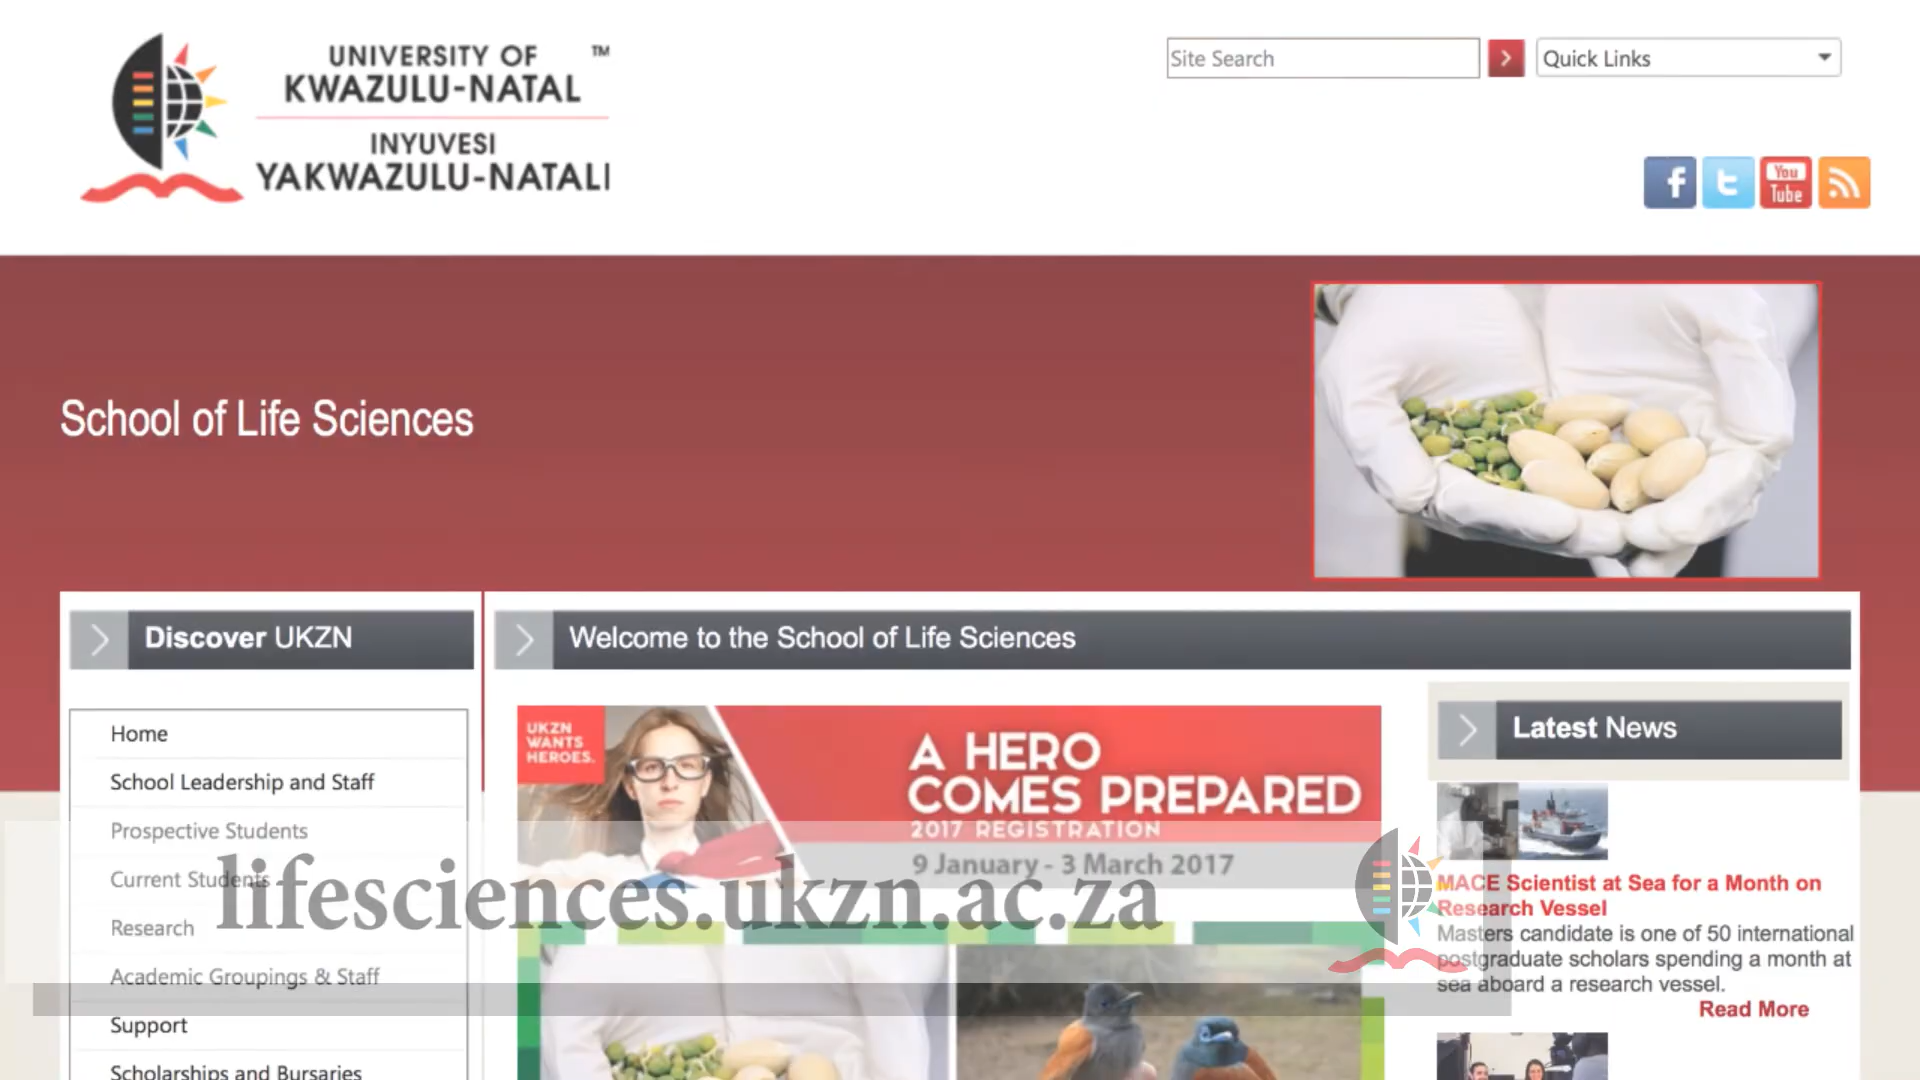 UNIVERSITY OF ™
KWAZULU-NATAL
INYUVESI
YAKWAZULU-NATALI
Site Search
Quick Links
f
t
You
Tube
School of Life Sciences
Discover UKZN
Welcome to the School of Life Sciences
Home
School Leadership and Staff
Prospective Students
Current Students
Research
Academic Groupings & Staff
Support
Scholarships and Bursaries
UKZN
WANTS
HEROES.
A HERO
COMES PREPARED
2017 REGISTRATION
9 January - 3 March 2017
Latest News
MACE Scientist at Sea for a Month on
Research Vessel
Masters candidate is one of 50 international
postgraduate scholars spending a month at
sea aboard a research vessel.
Read More
lifesciences.ukzn.ac.za